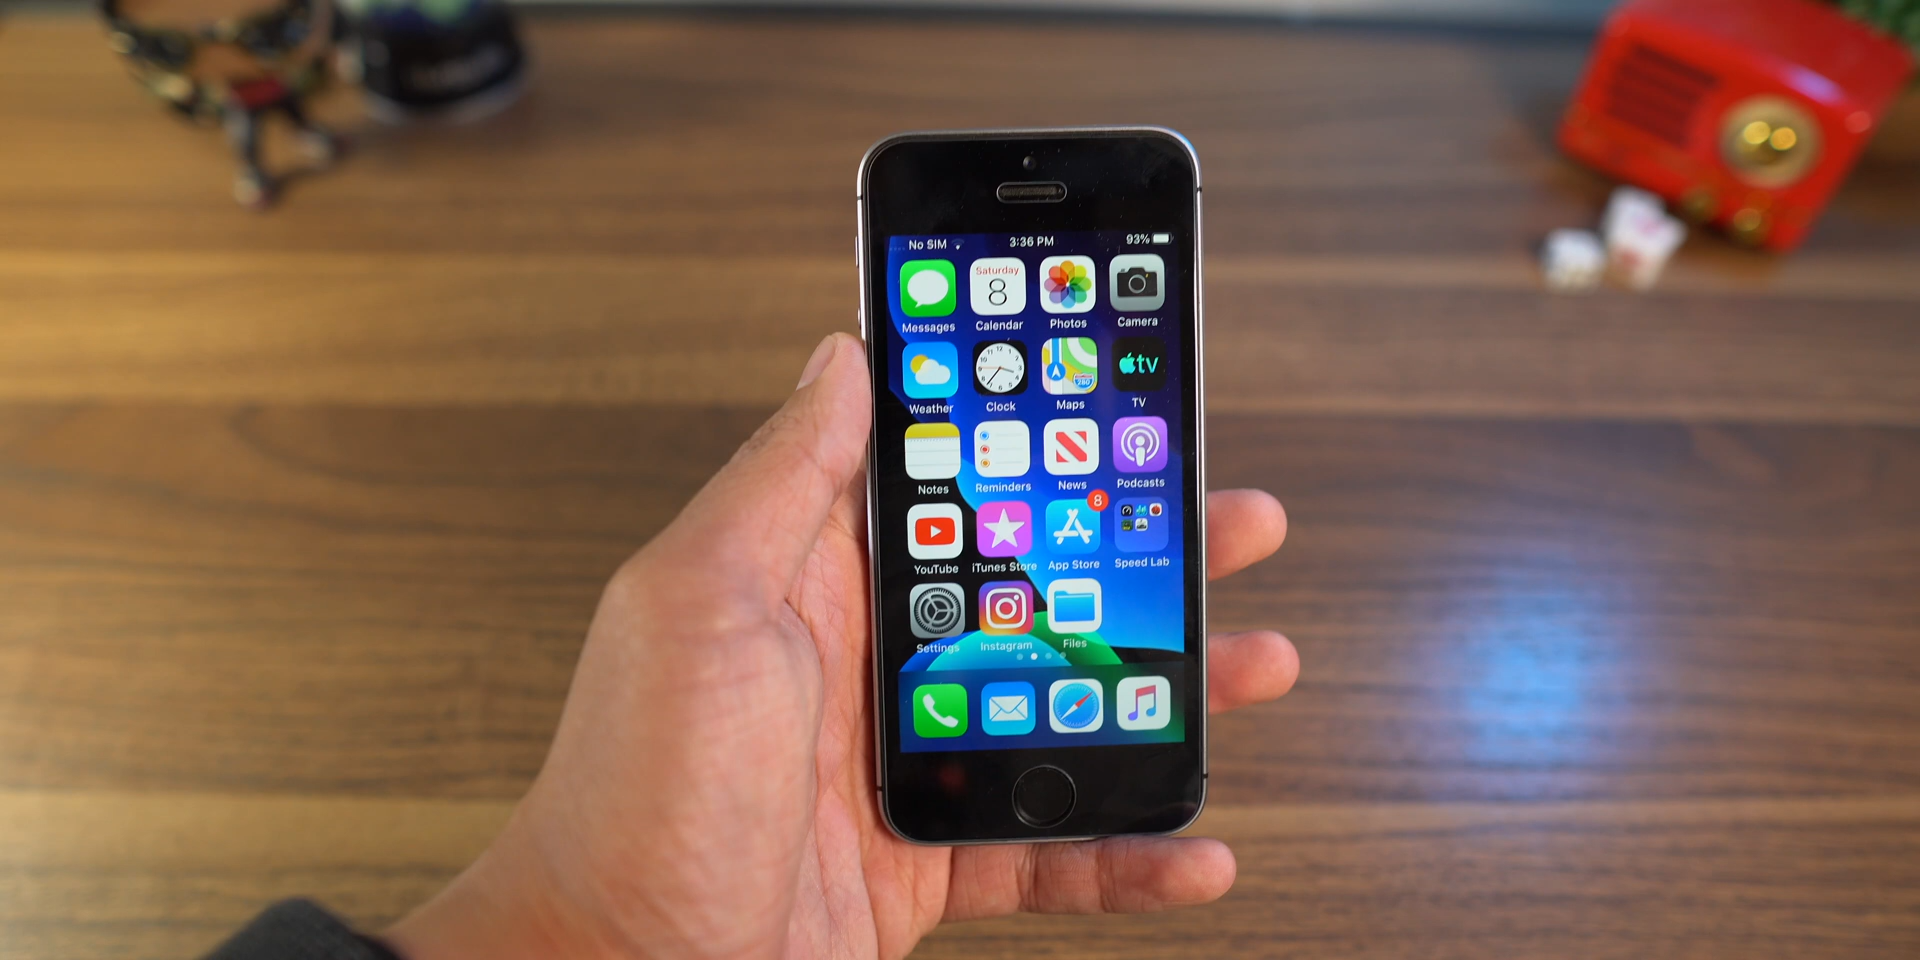 No SIM 3:36 PM 93%
Saturday
8
Messages Calendar Photos Camera
tv
Weather Clock Maps TV
Notes Reminders News Podcasts
8
YouTube iTunes Store App Store Speed Lab
Settings Instagram Files